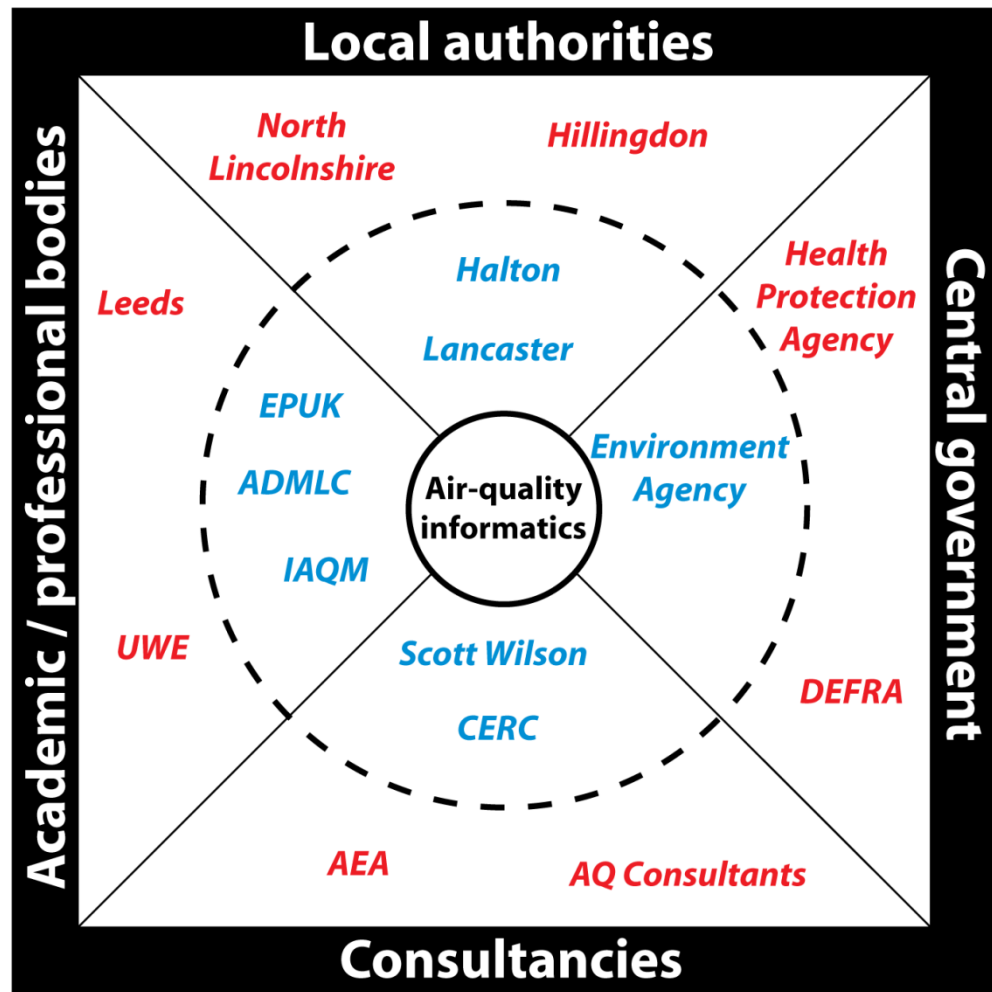 Local authorities
North
Lincolnshire
Hillingdon
Halton
Lancaster
Health
Protection
Agency
Central government
Environment
Agency
DEFRA
Academic / professional bodies
Leeds
EPUK
ADMLC
IAQM
UWE
Air-quality
informatics
Scott Wilson
CERC
AEA
AQ Consultants
Consultancies